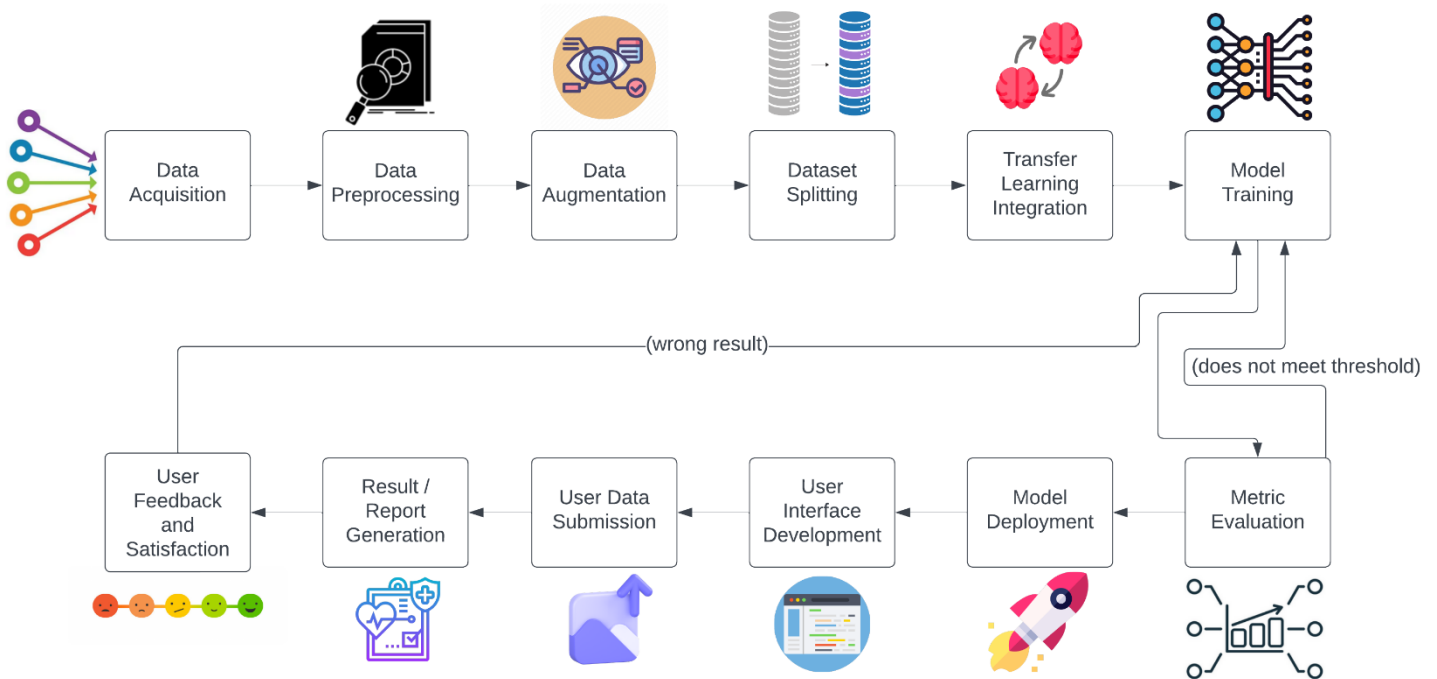 Data
Acquisition
Data
Preprocessing
Data
Augmentation
Dataset
Splitting
Transfer
Learning
Integration
Model
Training
(wrong result)
(does not meet threshold)
User
Feedback
and
Satisfaction
Result /
Report
Generation
User Data
Submission
User
Interface
Development
Model
Deployment
Metric
Evaluation